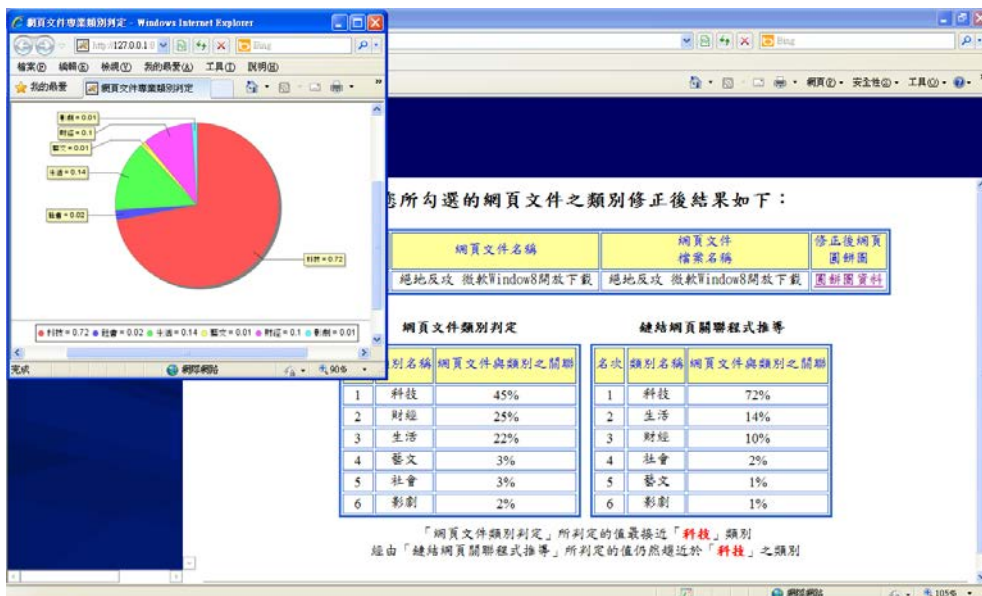 網頁文件專業類別判定 - Windows Internet Explorer
http://127.0.0.1:0
Bing
檔案(F) 編輯(E) 檢視(V) 我的最愛(A) 工具(T) 說明(H)
我的最愛 網頁文件專業類別判定
影劇 = 0.01
財經 = 0.1
藝文 = 0.01
生活 = 0.14
社會 = 0.02
科技 = 0.72
科技 = 0.72 社會 = 0.02 生活 = 0.14 藝文 = 0.01 財經 = 0.1 影劇 = 0.01
完成 網際網路 90%
Bing
網頁(P) 安全性(S) 工具(O)
所勾選的網頁文件之類別修正後結果如下：
網頁文件名稱 網頁文件檔案名稱 修正後網頁圓餅圖
絕地反攻 微軟Window8開放下載 絕地反攻 微軟Window8開放下載 圓餅圖資料
網頁文件類別判定 鏈結網頁關聯程式推導
別名稱 網頁文件與類別之關聯 名次 類別名稱 網頁文件與類別之關聯
1 科技 45% 1 科技 72%
2 財經 25% 2 生活 14%
3 生活 22% 3 財經 10%
4 藝文 3% 4 社會 2%
5 社會 3% 5 藝文 1%
6 影劇 2% 6 影劇 1%
「網頁文件類別判定」所判定的值最接近「科技」類別
經由「鏈結網頁關聯程式推導」所判定的值仍然趨近於「科技」之類別
網際網路 105%